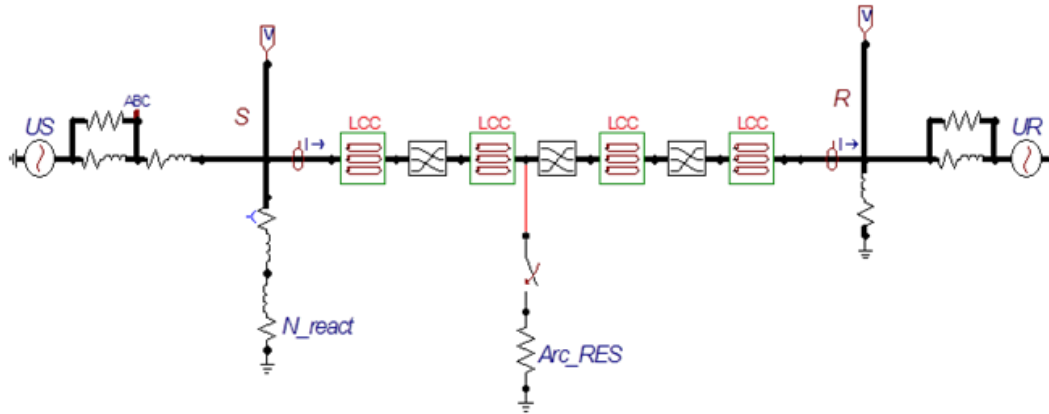 V
V
ABC
US
S
I→
LCC
LCC
LCC
LCC
R
I→
UR
N_react
Arc_RES